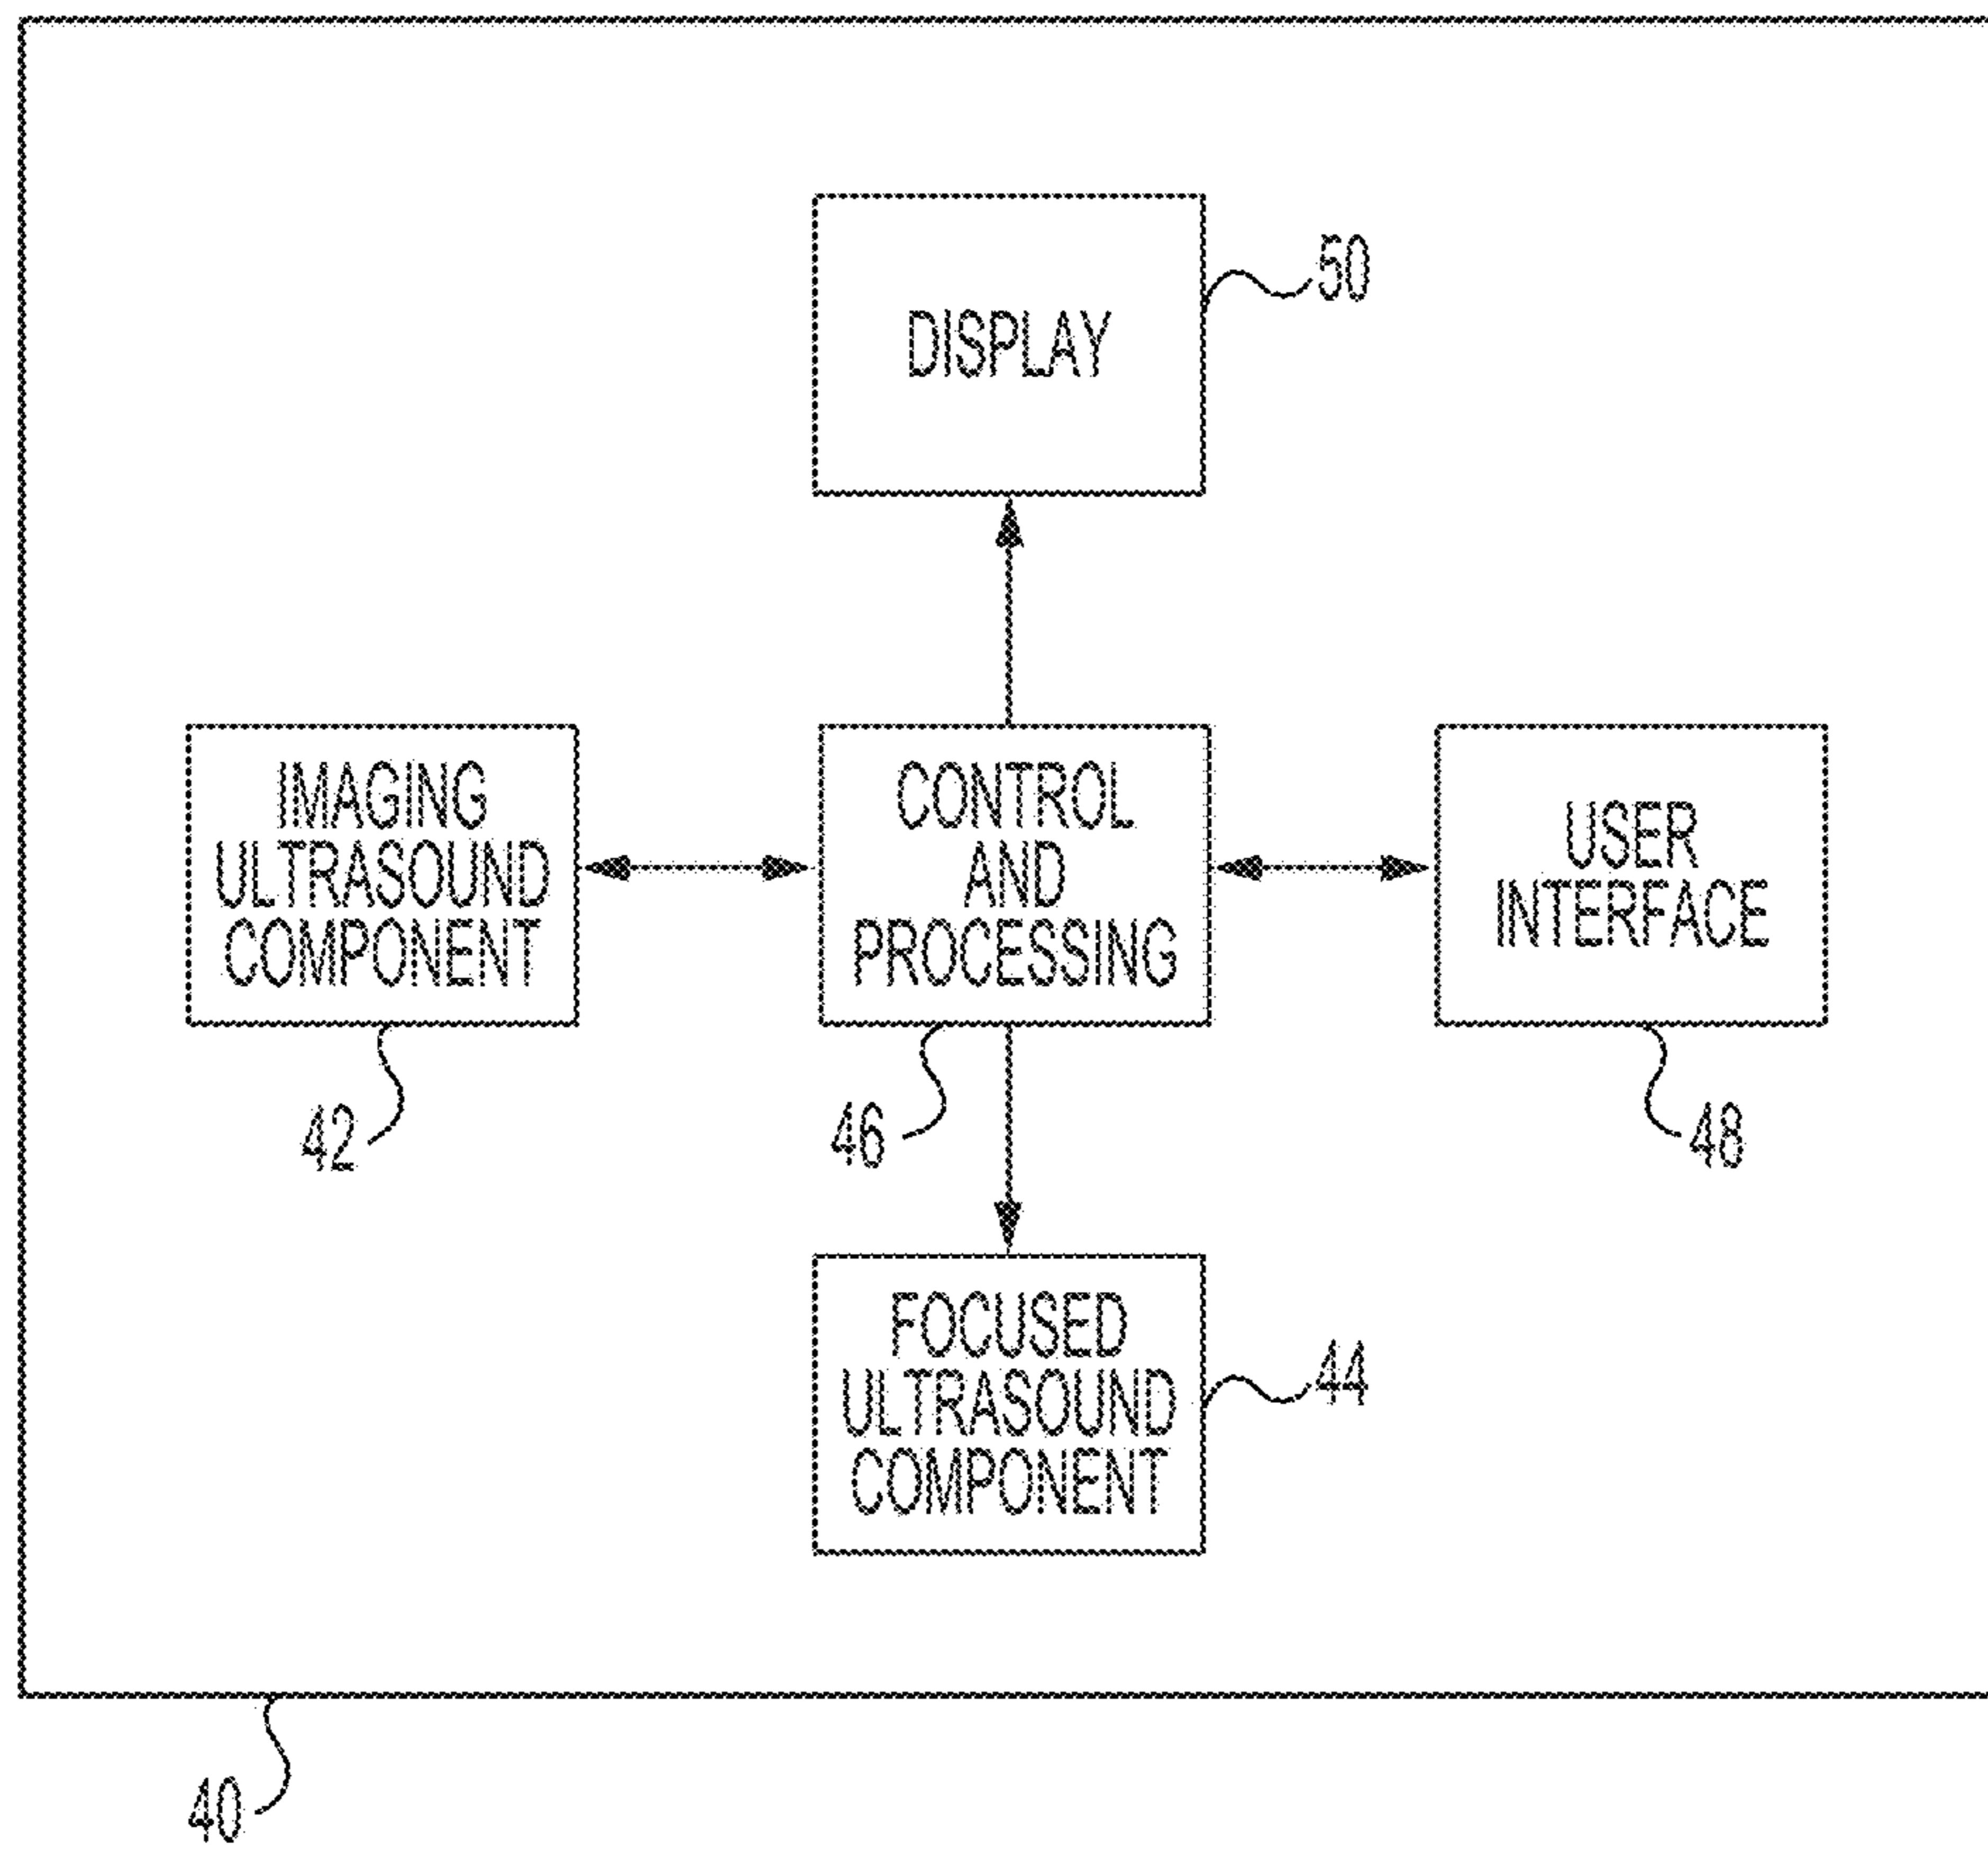 DISPLAY
50
IMAGING
ULTRASOUND
COMPONENT
42
CONTROL
AND
PROCESSING
46
USER
INTERFACE
48
FOCUSED
ULTRASOUND
COMPONENT
44
40